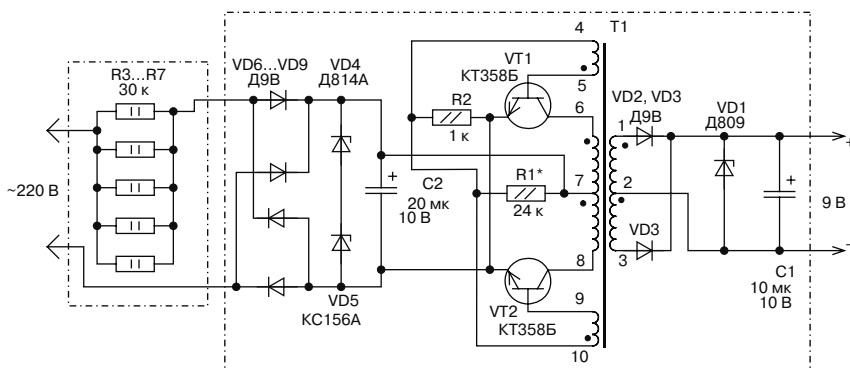 R3...R7
30 к
~220 В
VD6...VD9
Д9В
VD4
Д814А
VD5
КС156А
C2
20 мк
10 В
+
R2
1 к
R1*
24 к
VT1
КТ358Б
VT2
КТ358Б
T1
4
5
6
7
8
9
10
1
2
3
VD2, VD3
Д9В
VD3
VD1
Д809
+
C1
10 мк
10 В
+
9 В
−